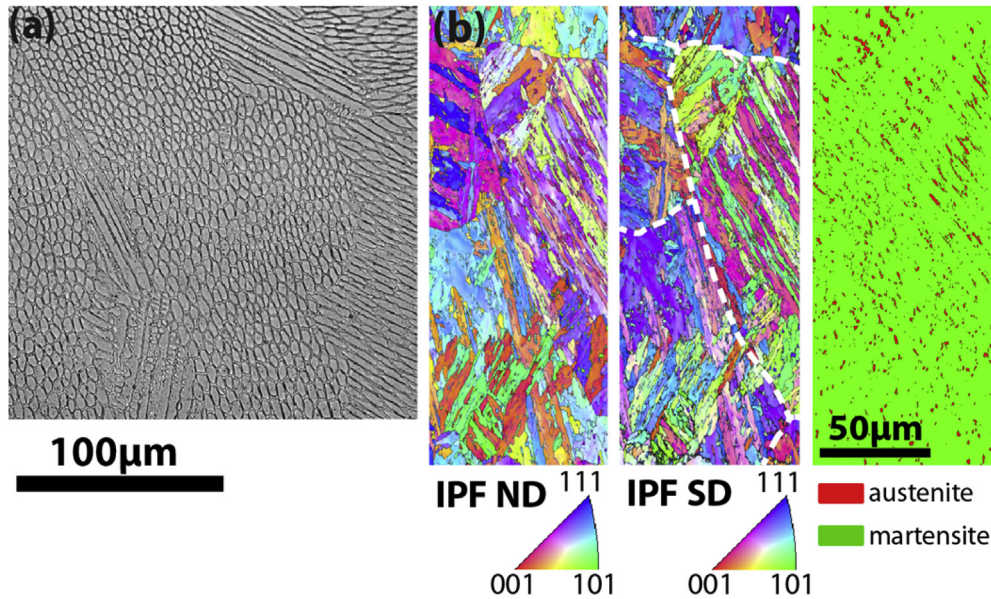 (a)
(b)
100μm
50μm
IPF ND
111
001
101
IPF SD
111
001
101
austenite
martensite